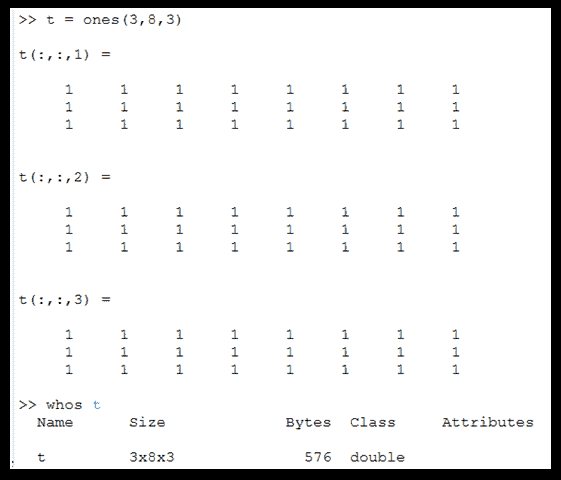 >> t = ones(3,8,3)
t(:,:,1) =
1 1 1 1 1 1 1 1
1 1 1 1 1 1 1 1
1 1 1 1 1 1 1 1
t(:,:,2) =
1 1 1 1 1 1 1 1
1 1 1 1 1 1 1 1
1 1 1 1 1 1 1 1
t(:,:,3) =
1 1 1 1 1 1 1 1
1 1 1 1 1 1 1 1
1 1 1 1 1 1 1 1
>> whos t
Name Size Bytes Class Attributes
t 3x8x3 576 double